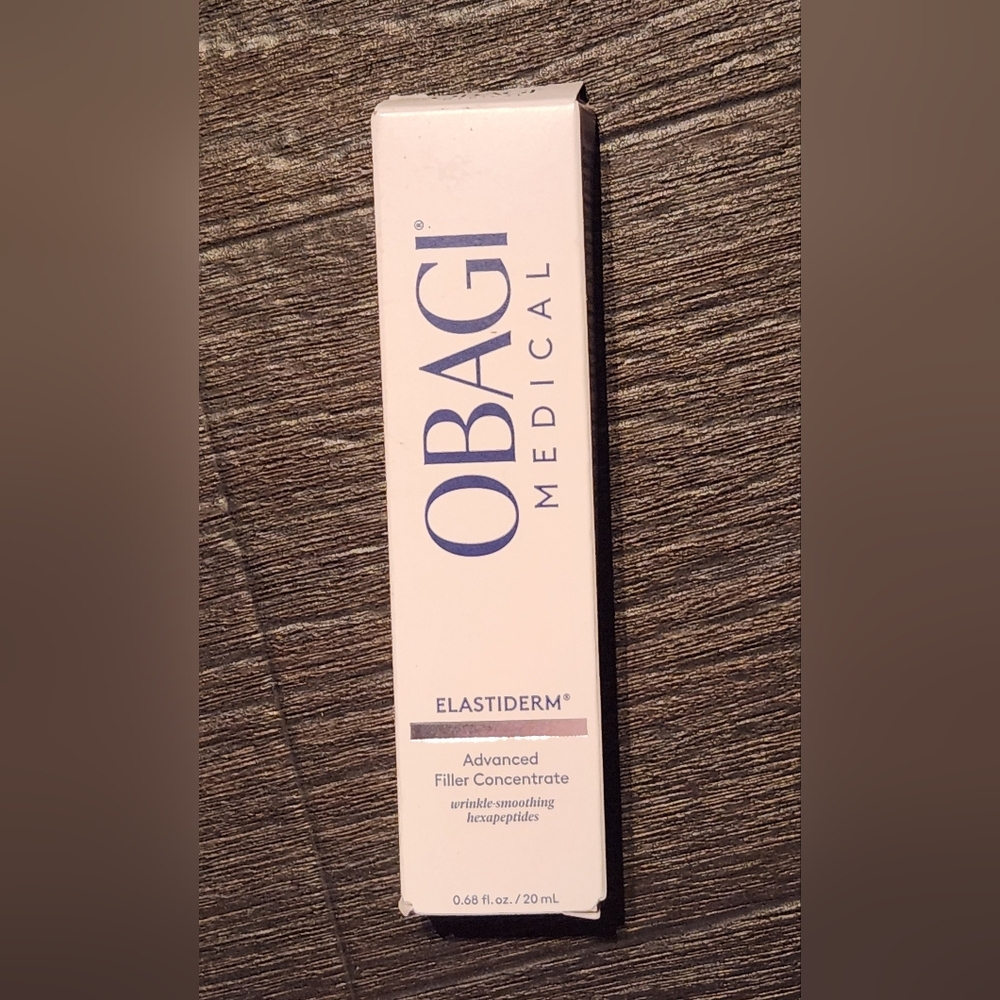 OBAGI®
MEDICAL
ELASTIDERM®
Advanced
Filler Concentrate
wrinkle-smoothing
hexapeptides
0.68 fl. oz. / 20 mL